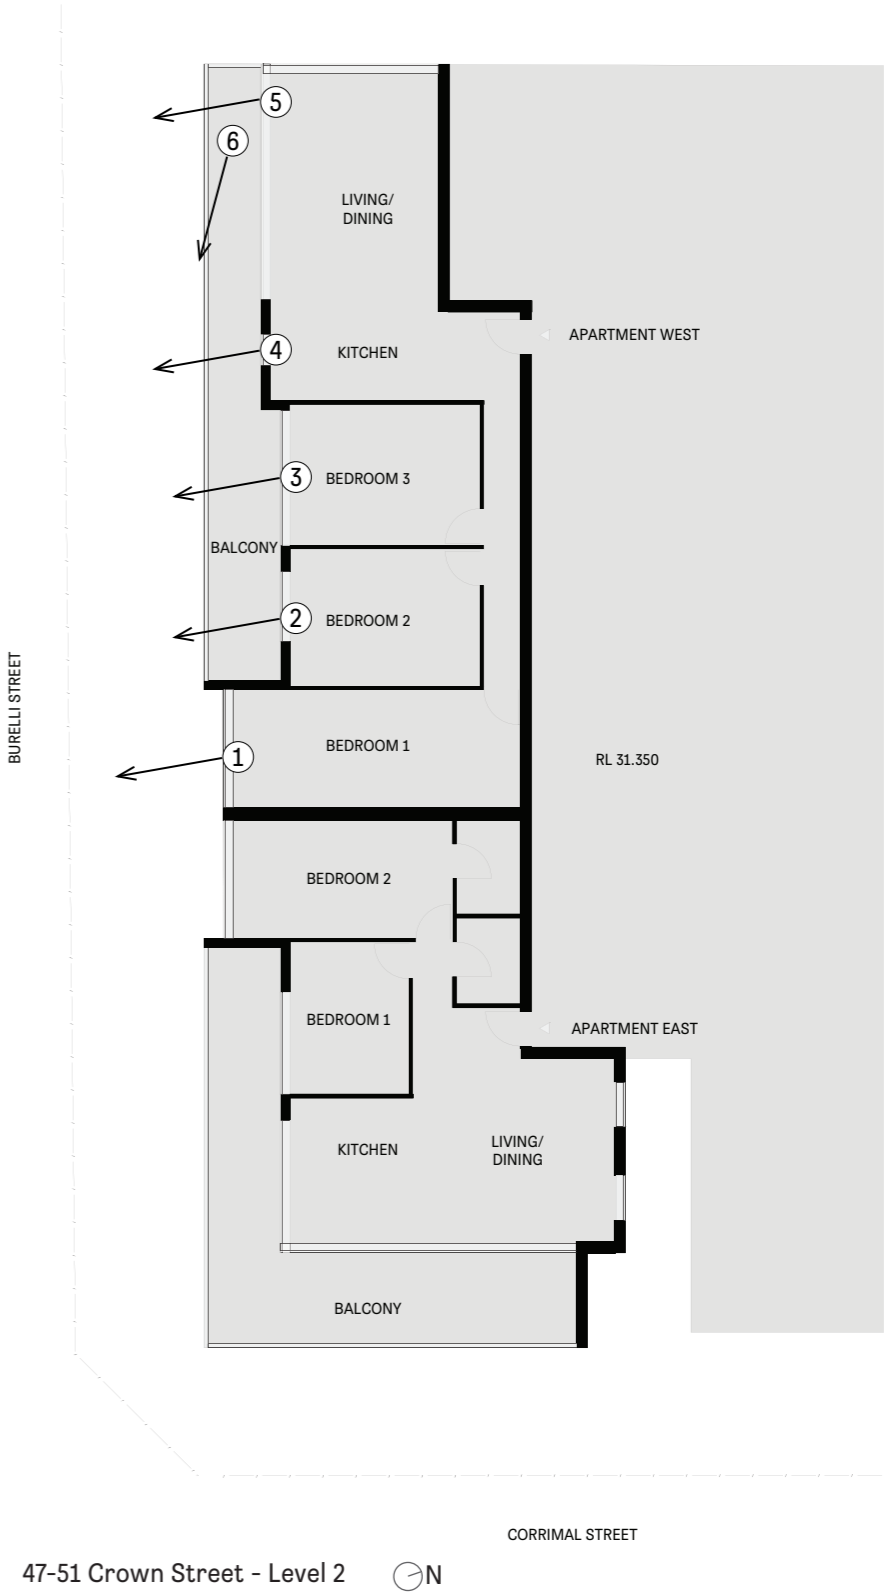 5
6
LIVING/
DINING
APARTMENT WEST
4
KITCHEN
3
BEDROOM 3
BALCONY
2
BEDROOM 2
BURELLI STREET
1
BEDROOM 1
RL 31.350
BEDROOM 2
BEDROOM 1
APARTMENT EAST
KITCHEN
LIVING/
DINING
BALCONY
CORRIMAL STREET
47-51 Crown Street - Level 2
N